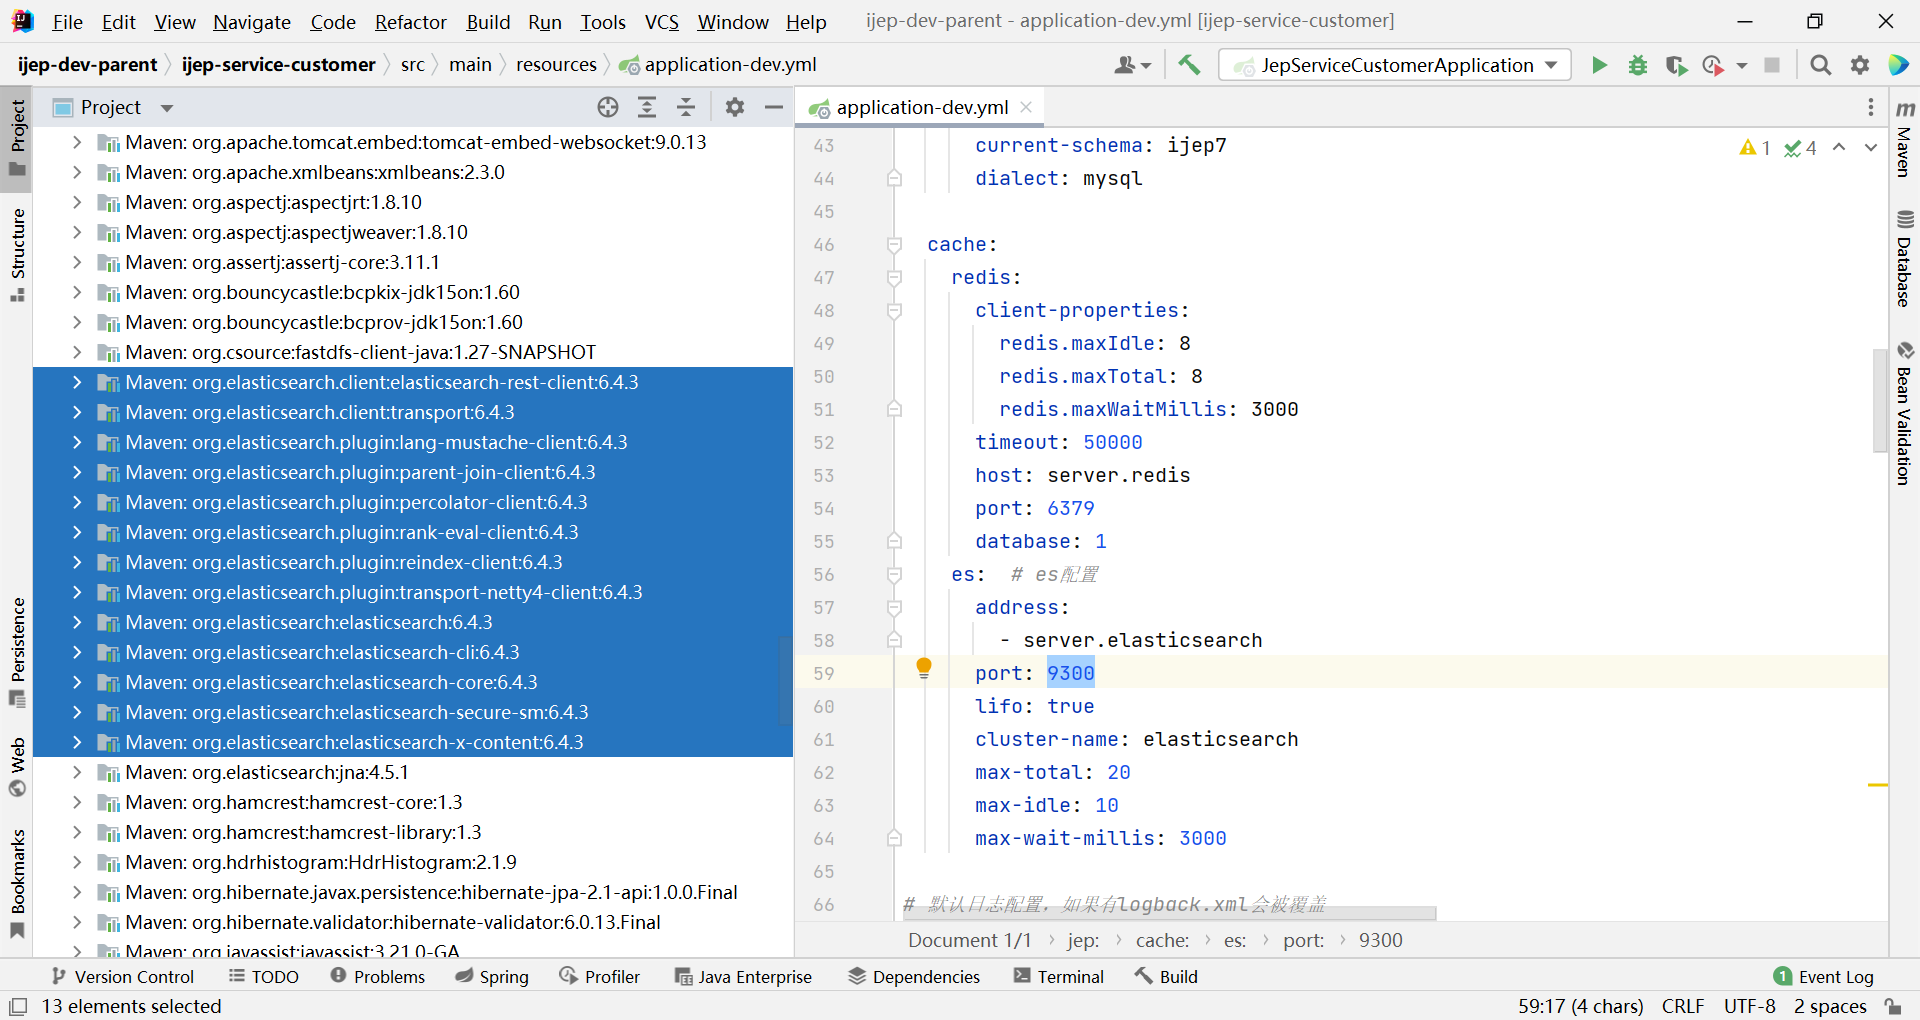 File Edit View Navigate Code Refactor Build Run Tools VCS Window Help ijep-dev-parent - application-dev.yml [ijep-service-customer]
ijep-dev-parent ijep-service-customer src main resources application-dev.yml JepServiceCustomerApplication
Project
application-dev.yml
Project
Structure
Persistence
Web
Bookmarks
Maven: org.apache.tomcat.embed:tomcat-embed-websocket:9.0.13
Maven: org.apache.xmlbeans:xmlbeans:2.3.0
Maven: org.aspectj:aspectjrt:1.8.10
Maven: org.aspectj:aspectjweaver:1.8.10
Maven: org.assertj:assertj-core:3.11.1
Maven: org.bouncycastle:bcpkix-jdk15on:1.60
Maven: org.bouncycastle:bcprov-jdk15on:1.60
Maven: org.csource:fastdfs-client-java:1.27-SNAPSHOT
Maven: org.elasticsearch.client:elasticsearch-rest-client:6.4.3
Maven: org.elasticsearch.client:transport:6.4.3
Maven: org.elasticsearch.plugin:lang-mustache-client:6.4.3
Maven: org.elasticsearch.plugin:parent-join-client:6.4.3
Maven: org.elasticsearch.plugin:percolator-client:6.4.3
Maven: org.elasticsearch.plugin:rank-eval-client:6.4.3
Maven: org.elasticsearch.plugin:reindex-client:6.4.3
Maven: org.elasticsearch.plugin:transport-netty4-client:6.4.3
Maven: org.elasticsearch:elasticsearch:6.4.3
Maven: org.elasticsearch:elasticsearch-cli:6.4.3
Maven: org.elasticsearch:elasticsearch-core:6.4.3
Maven: org.elasticsearch:elasticsearch-secure-sm:6.4.3
Maven: org.elasticsearch:elasticsearch-x-content:6.4.3
Maven: org.elasticsearch:jna:4.5.1
Maven: org.hamcrest:hamcrest-core:1.3
Maven: org.hamcrest:hamcrest-library:1.3
Maven: org.hdrhistogram:HdrHistogram:2.1.9
Maven: org.hibernate.javax.persistence:hibernate-jpa-2.1-api:1.0.0.Final
Maven: org.hibernate.validator:hibernate-validator:6.0.13.Final
Maven: org.javassist:javassist:3.21.0-GA
43 current-schema: ijep7
44 dialect: mysql
45
46 cache:
47 redis:
48 client-properties:
49 redis.maxIdle: 8
50 redis.maxTotal: 8
51 redis.maxWaitMillis: 3000
52 timeout: 50000
53 host: server.redis
54 port: 6379
55 database: 1
56 es: # es配置
57 address:
58 - server.elasticsearch
59 port: 9300
60 lifo: true
61 cluster-name: elasticsearch
62 max-total: 20
63 max-idle: 10
64 max-wait-millis: 3000
65
66 # 默认日志配置，如果有logback.xml会被覆盖
1 4
Document 1/1 › jep: › cache: › es: › port: › 9300
m Maven
Database
Bean Validation
Version Control TODO Problems Spring Profiler Java Enterprise Dependencies Terminal Build 1 Event Log
13 elements selected 59:17 (4 chars) CRLF UTF-8 2 spaces